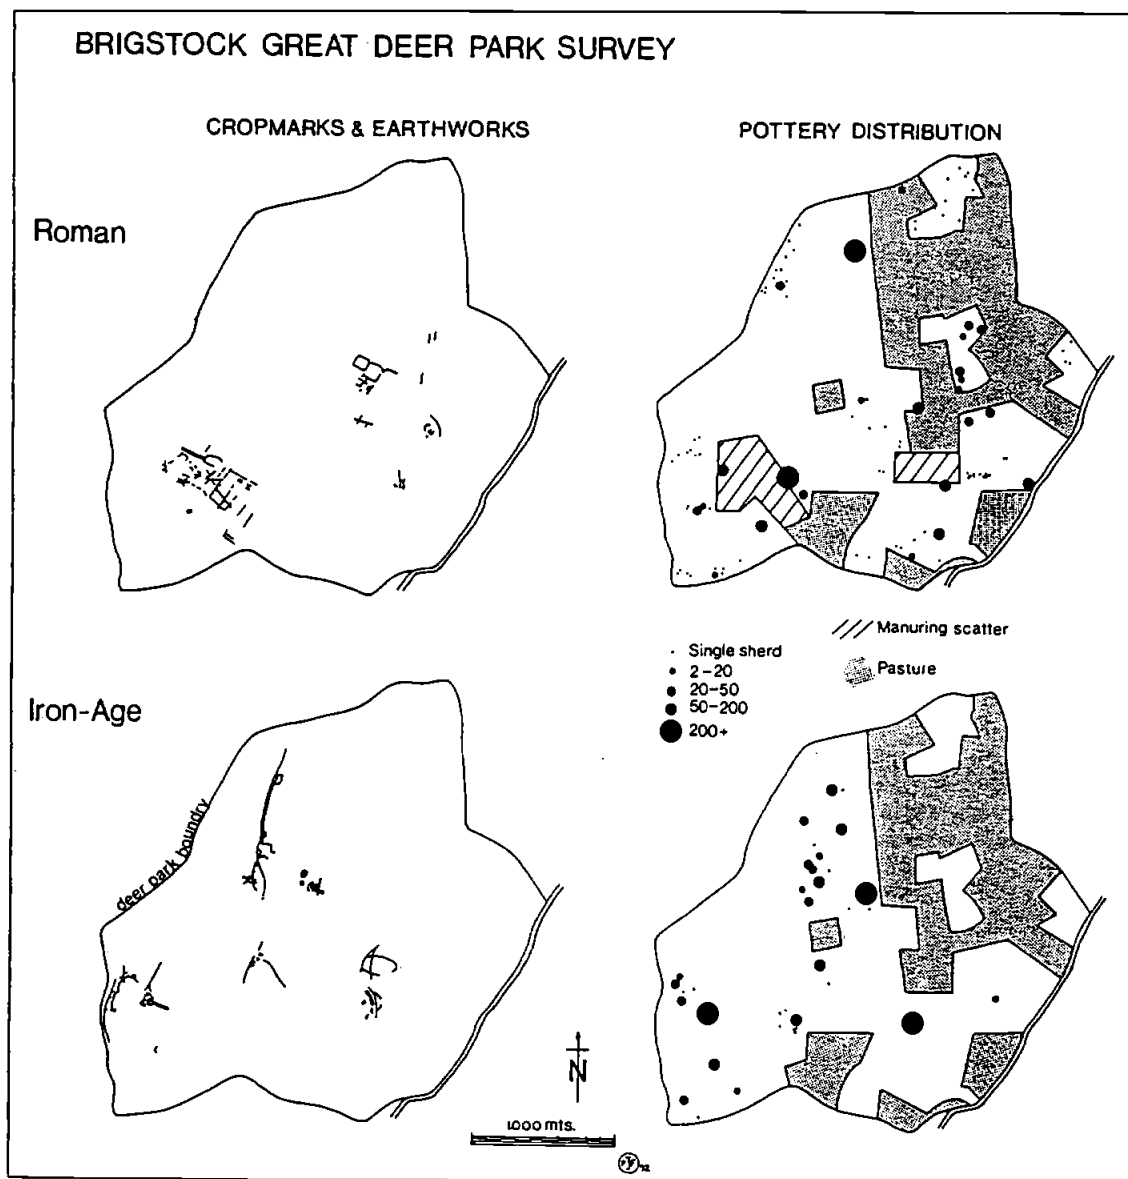 BRIGSTOCK GREAT DEER PARK SURVEY
CROPMARKS & EARTHWORKS
POTTERY DISTRIBUTION
Roman
Single sherd
2-20
20-50
50-200
200+
Manuring scatter
Pasture
Iron-Age
deer park boundry
N
1000 mts.